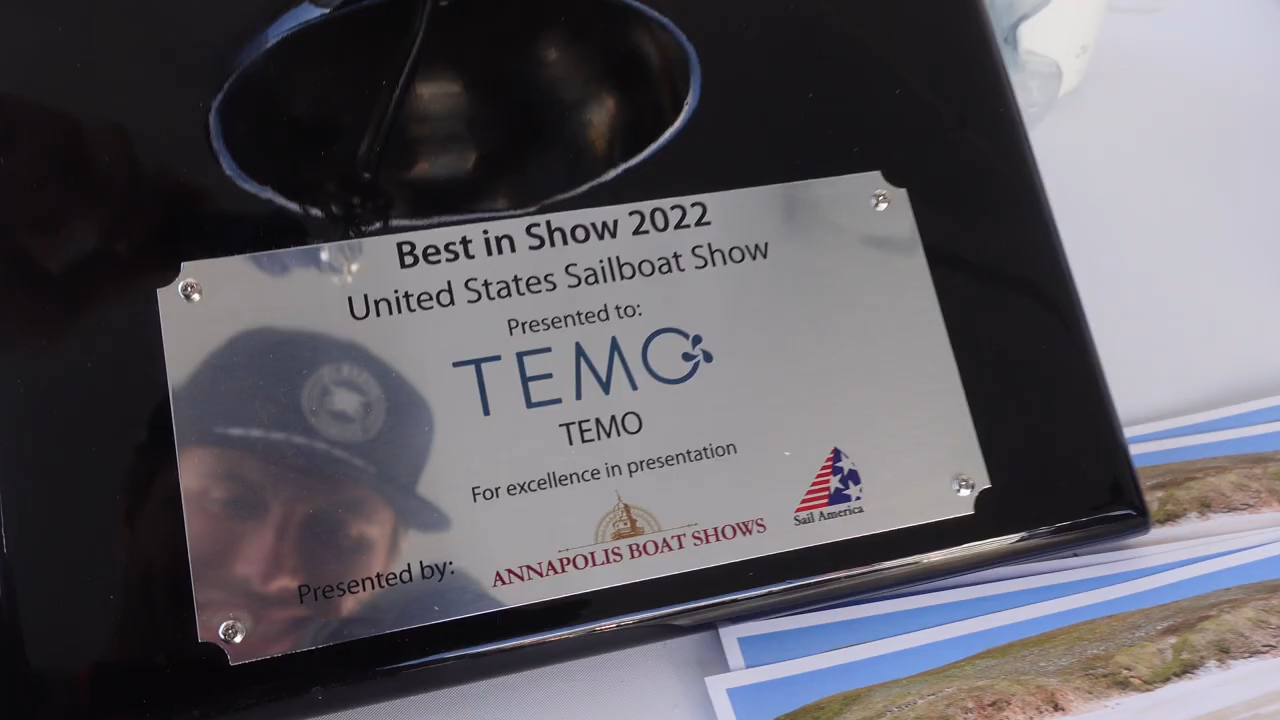 Best in Show 2022
United States Sailboat Show
Presented to:
TEMO
TEMO
For excellence in presentation
Presented by:
ANNAPOLIS BOAT SHOWS
Sail America